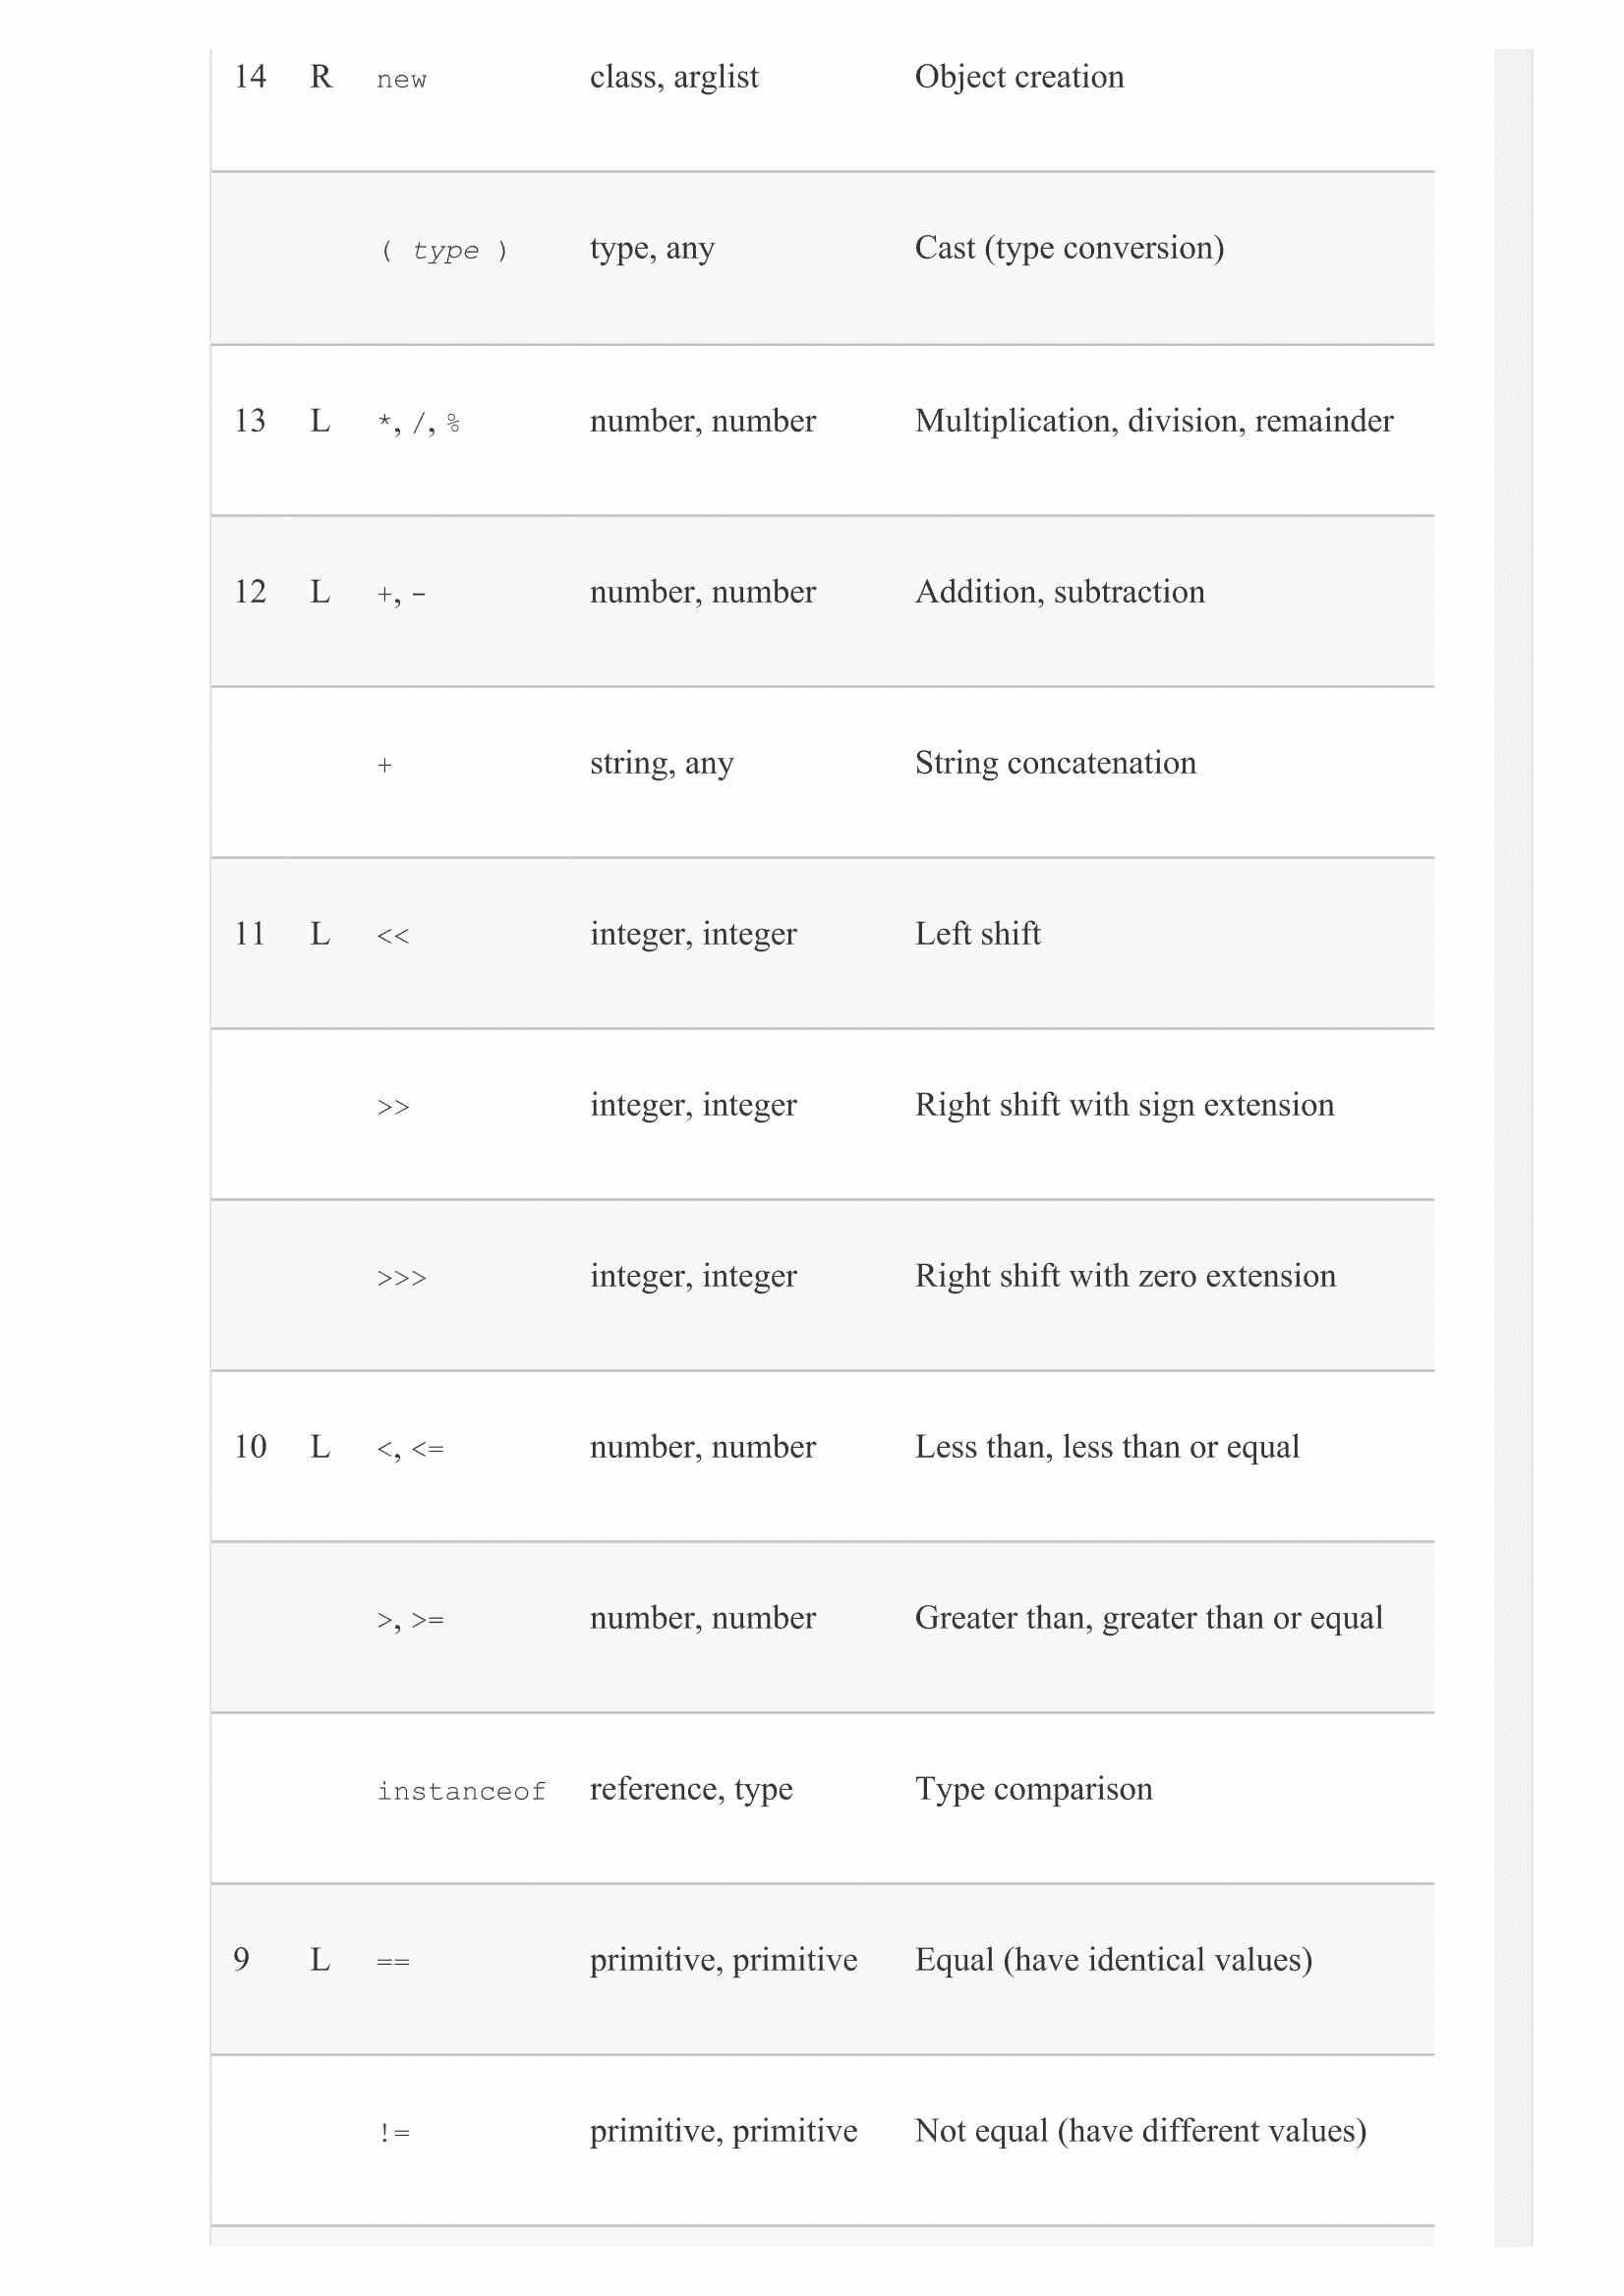 14 R new class, arglist Object creation
( type ) type, any Cast (type conversion)
13 L *, /, % number, number Multiplication, division, remainder
12 L +, - number, number Addition, subtraction
+ string, any String concatenation
11 L << integer, integer Left shift
>> integer, integer Right shift with sign extension
>>> integer, integer Right shift with zero extension
10 L <, <= number, number Less than, less than or equal
>, >= number, number Greater than, greater than or equal
instanceof reference, type Type comparison
9 L == primitive, primitive Equal (have identical values)
!= primitive, primitive Not equal (have different values)